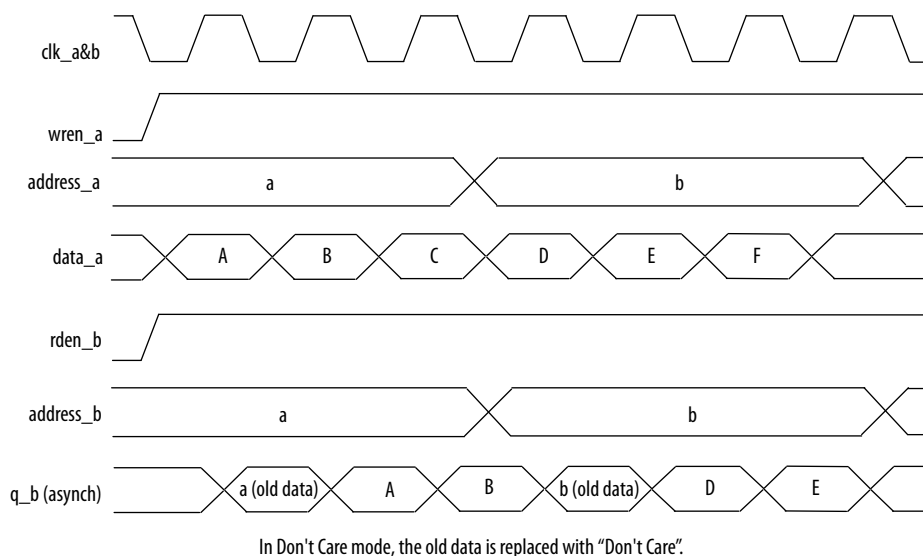 clk_a&b
wren_a
address_a a b
data_a A B C D E F
rden_b
address_b a b
q_b (asynch) a (old data) A B b (old data) D E
In Don't Care mode, the old data is replaced with “Don't Care”.